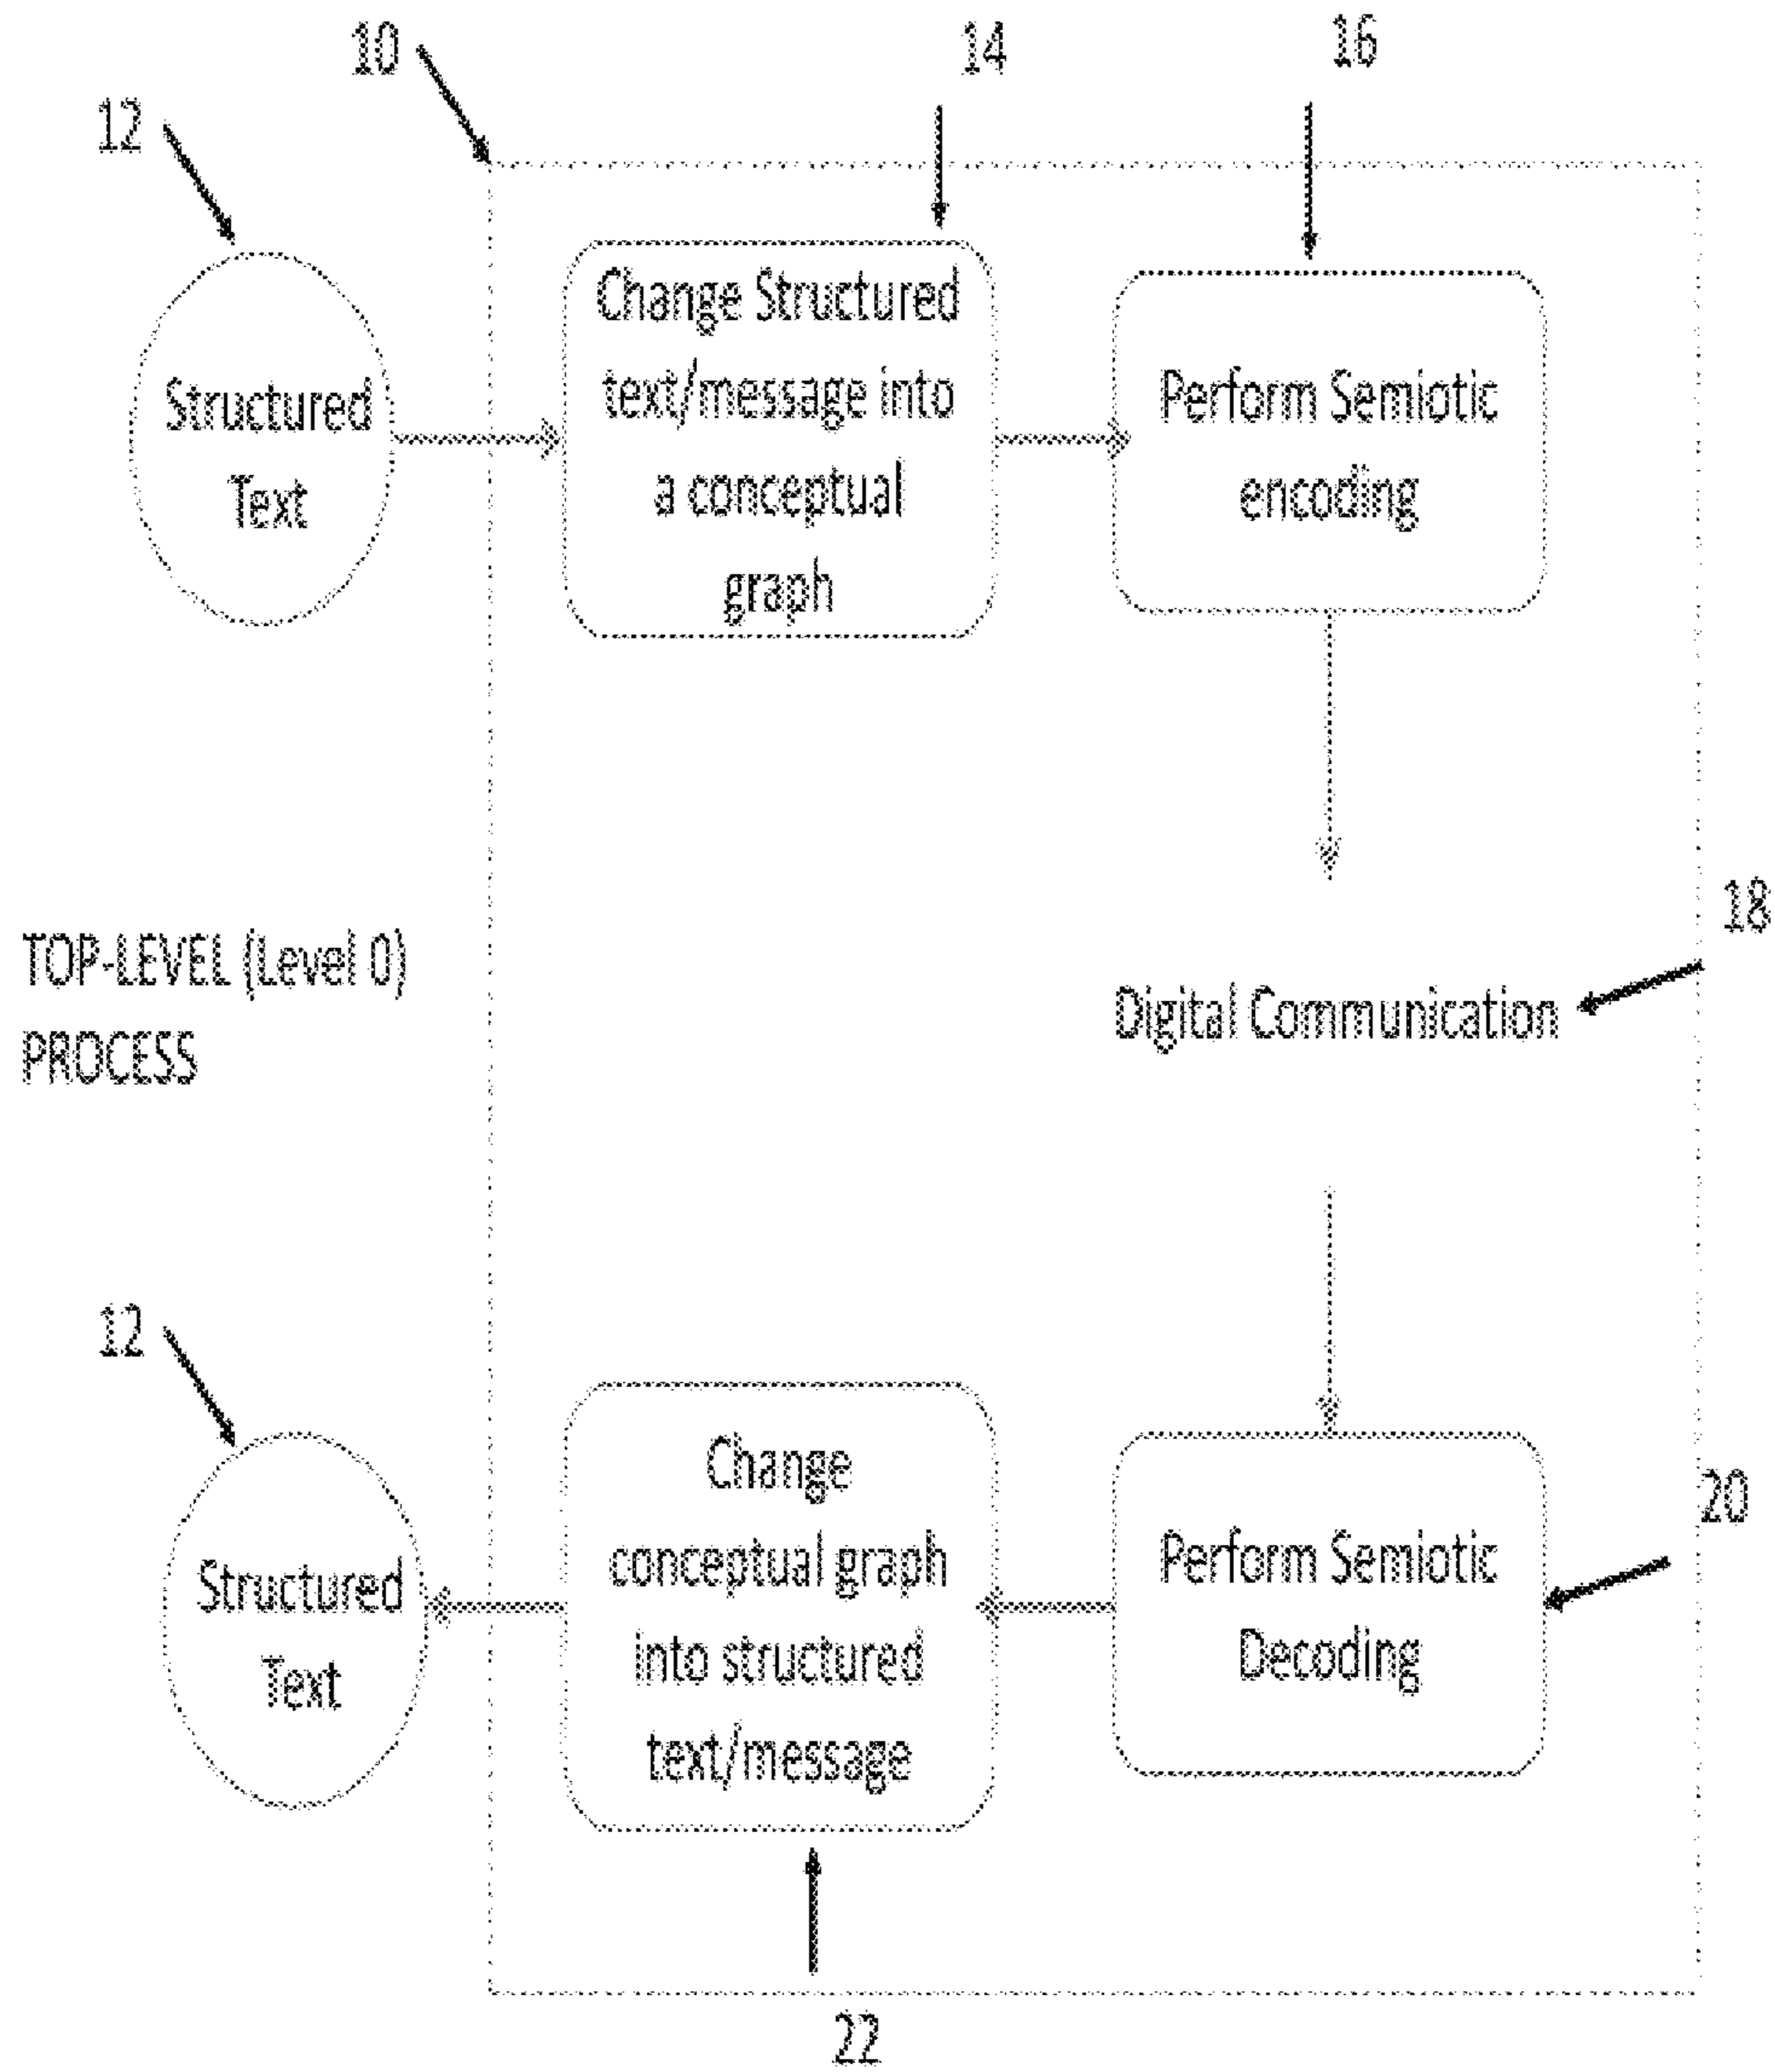 10
14
16
12
Structured
Text
Change Structured
text/message into
a conceptual
graph
Perform Semiotic
encoding
18
TOP-LEVEL (Level 0)
PROCESS
Digital Communication
12
Structured
Text
Change
conceptual graph
into structured
text/message
Perform Semiotic
Decoding
20
22